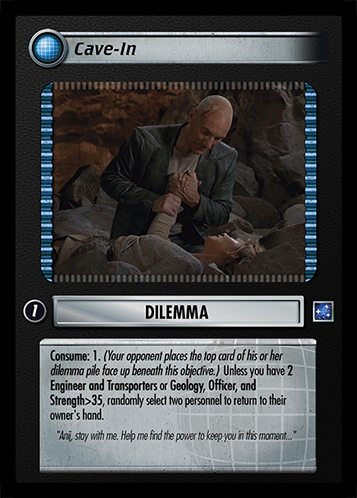 Cave-In
1
DILEMMA
Consume: 1. (Your opponent places the top card of his or her
dilemma pile face up beneath this objective.) Unless you have 2
Engineer and Transporters or Geology, Officer, and
Strength>35, randomly select two personnel to return to their
owner's hand.
"Anij, stay with me. Help me find the power to keep you in this moment..."